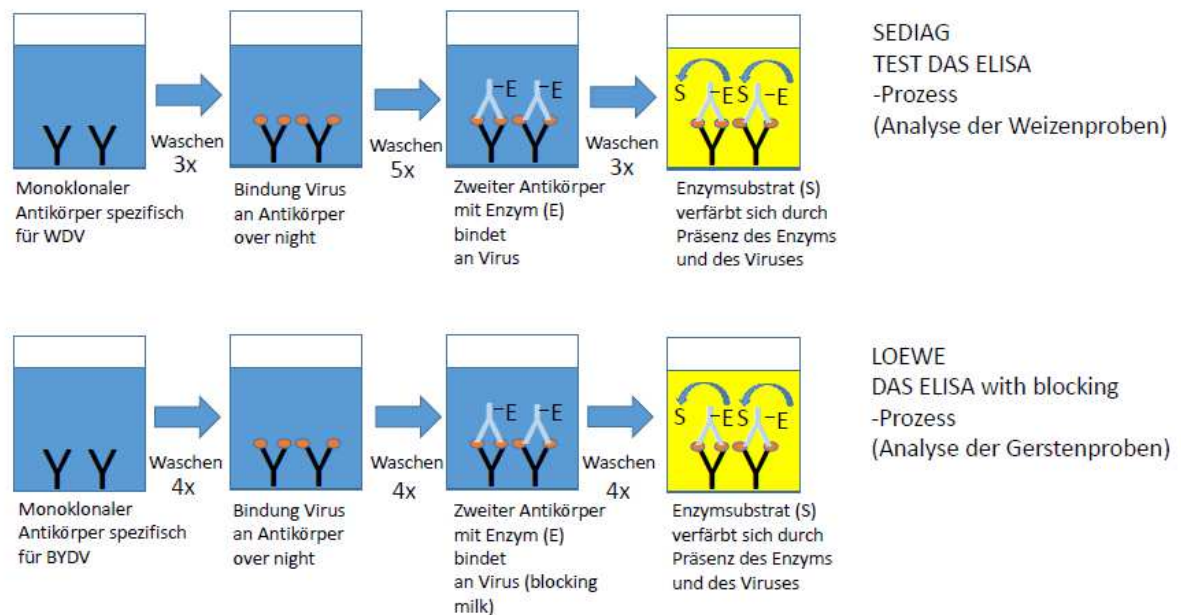 SEDIAG
TEST DAS ELISA
-Prozess
(Analyse der Weizenproben)
-E
-E
S
-E
S
-E
Waschen
3x
Waschen
5x
Waschen
3x
Monoklonaler
Antikörper spezifisch
für WDV
Bindung Virus
an Antikörper
over night
Zweiter Antikörper
mit Enzym (E)
bindet
an Virus
Enzymsubstrat (S)
verfärbt sich durch
Präsenz des Enzyms
und des Viruses
LOEWE
DAS ELISA with blocking
-Prozess
(Analyse der Gerstenproben)
-E
-E
S
-E
S
-E
Waschen
4x
Waschen
4x
Waschen
4x
Monoklonaler
Antikörper spezifisch
für BYDV
Bindung Virus
an Antikörper
over night
Zweiter Antikörper
mit Enzym (E)
bindet
an Virus (blocking
milk)
Enzymsubstrat (S)
verfärbt sich durch
Präsenz des Enzyms
und des Viruses